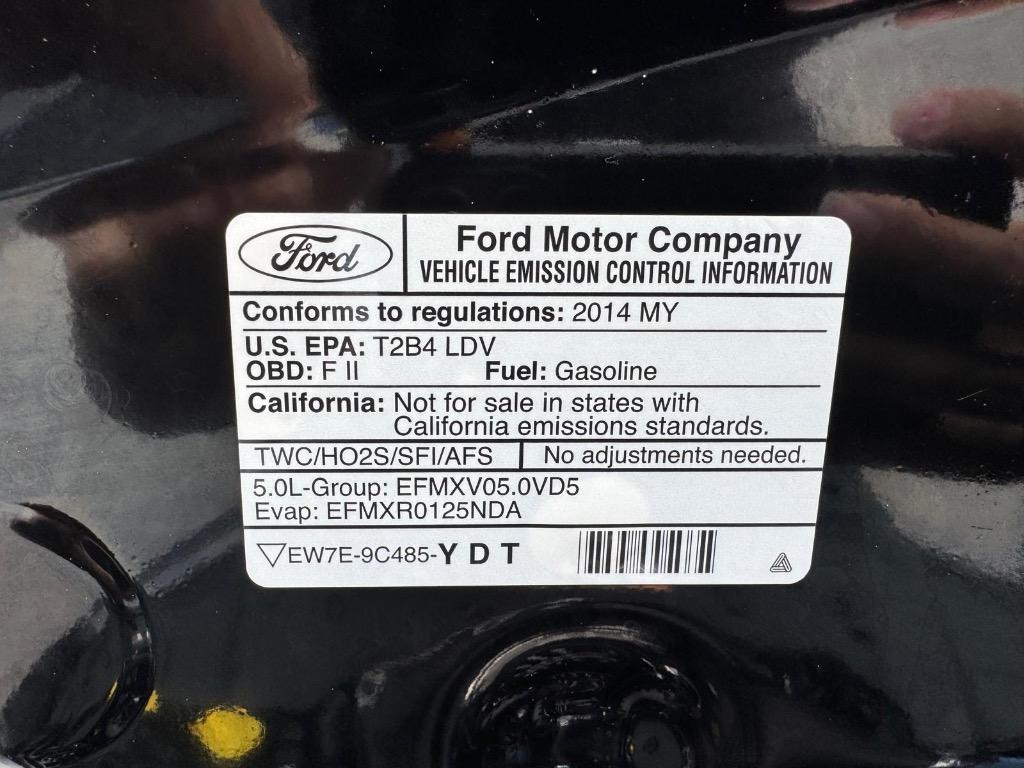 Ford
Ford Motor Company
VEHICLE EMISSION CONTROL INFORMATION
Conforms to regulations: 2014 MY
U.S. EPA: T2B4 LDV
OBD: F II Fuel: Gasoline
California: Not for sale in states with
California emissions standards.
TWC/HO2S/SFI/AFS No adjustments needed.
5.0L-Group: EFMXV05.0VD5
Evap: EFMXR0125NDA
EW7E-9C485-Y D T